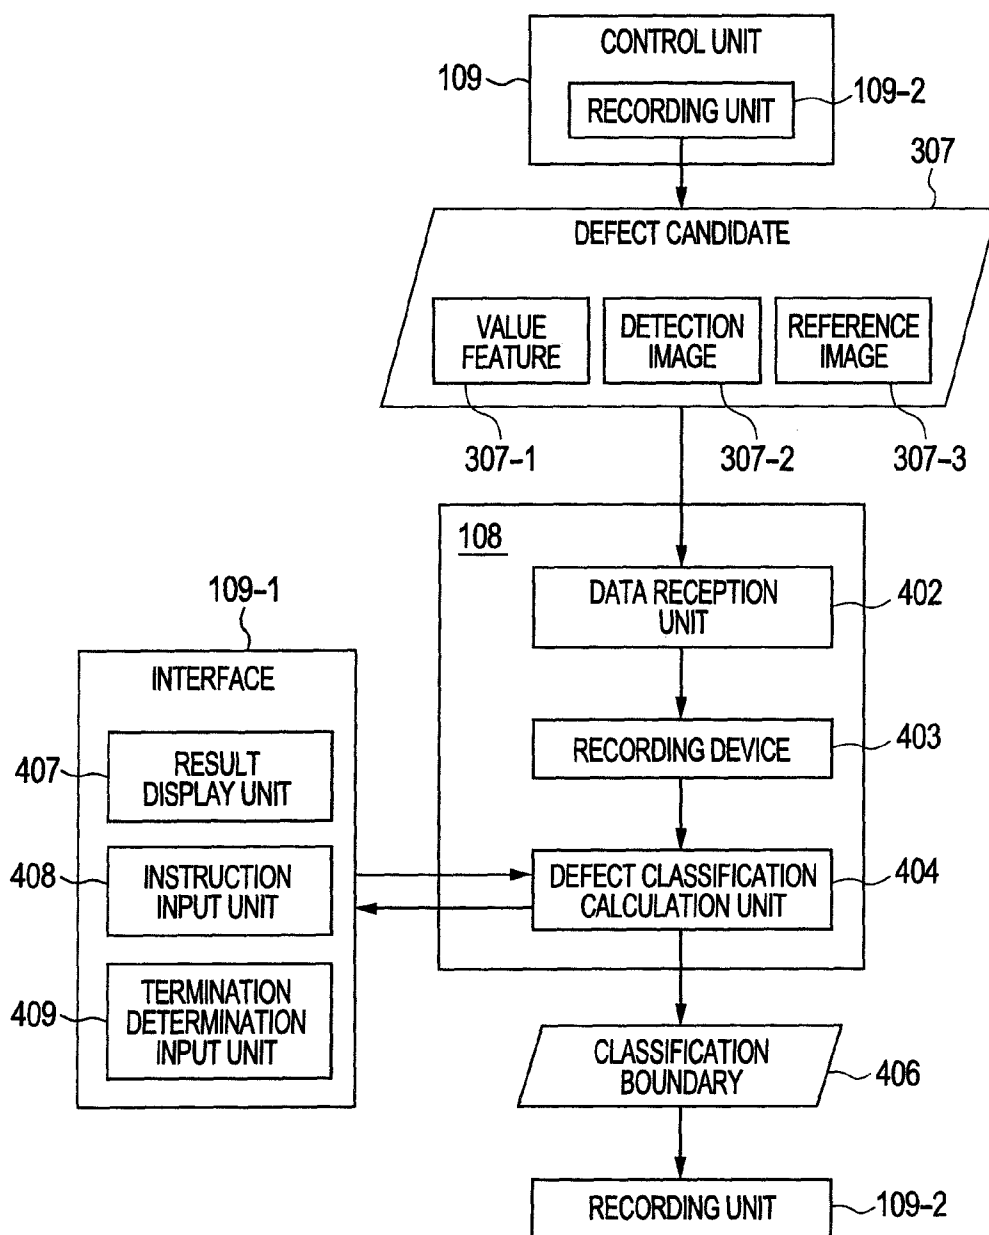 CONTROL UNIT
109
RECORDING UNIT
109-2
307
DEFECT CANDIDATE
VALUE
FEATURE
DETECTION
IMAGE
REFERENCE
IMAGE
307-1
307-2
307-3
108
DATA RECEPTION
UNIT
402
RECORDING DEVICE
403
DEFECT CLASSIFICATION
CALCULATION UNIT
404
109-1
INTERFACE
407
RESULT
DISPLAY UNIT
408
INSTRUCTION
INPUT UNIT
409
TERMINATION
DETERMINATION
INPUT UNIT
CLASSIFICATION
BOUNDARY
406
RECORDING UNIT
109-2